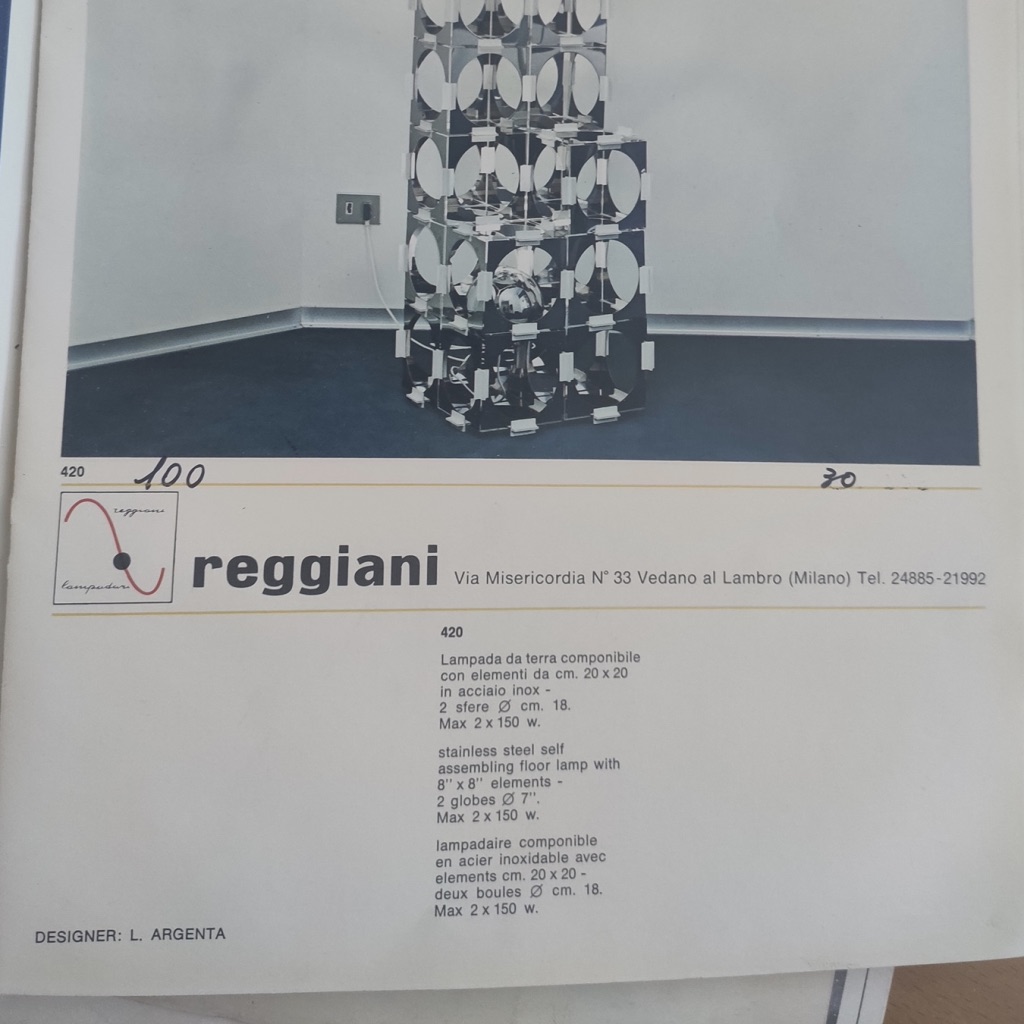 420
100
30
reggiani
lampadari
reggiani
Via Misericordia N° 33 Vedano al Lambro (Milano) Tel. 24885-21992
420
Lampada da terra componibile
con elementi da cm. 20 x 20
in acciaio inox -
2 sfere Ø cm. 18.
Max 2 x 150 w.
stainless steel self
assembling floor lamp with
8'' x 8'' elements -
2 globes Ø 7''.
Max 2 x 150 w.
lampadaire componible
en acier inoxidable avec
elements cm. 20 x 20 -
deux boules Ø cm. 18.
Max 2 x 150 w.
DESIGNER: L. ARGENTA